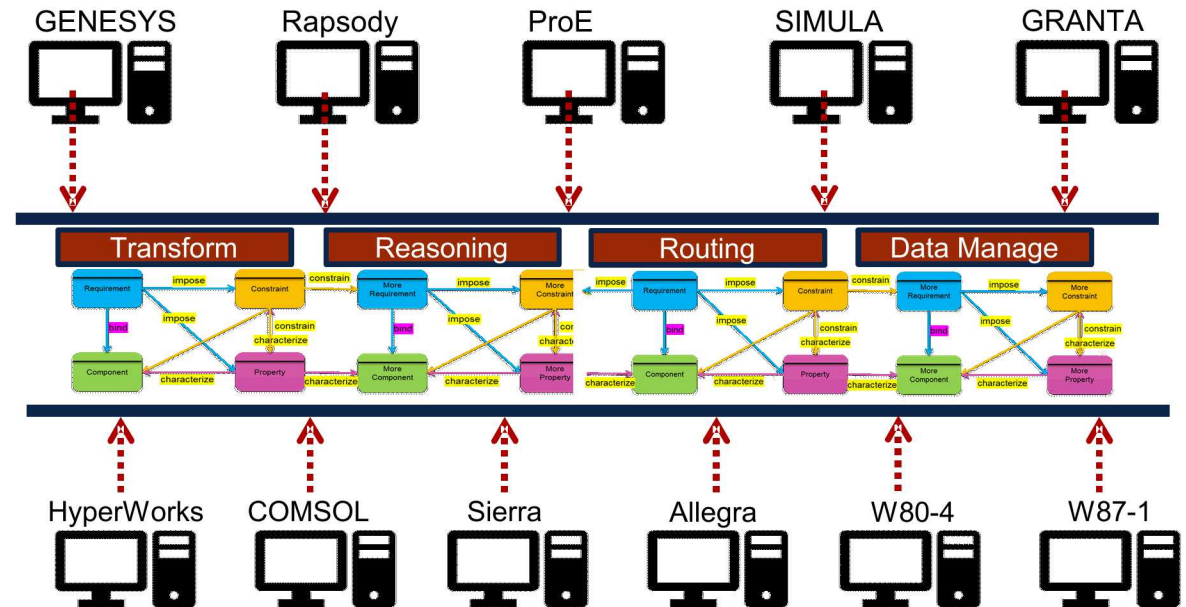 GENESYS
Rapsody
ProE
SIMULA
GRANTA
Transform
Reasoning
Routing
Data Manage
Requirement
impose
Constraint
constrain
More
Requirement
impose
More
Constraint
impose
Requirement
impose
Constraint
constrain
More
Requirement
impose
More
Constraint
bind
impose
constrain
characterize
bind
impose
con
charact
bind
impose
constrain
characterize
bind
impose
constrain
characterize
Component
characterize
Property
characterize
More
Component
characterize
More
Property
characterize
Component
characterize
Property
characterize
More
Component
characterize
More
Property
HyperWorks
COMSOL
Sierra
Allegra
W80-4
W87-1